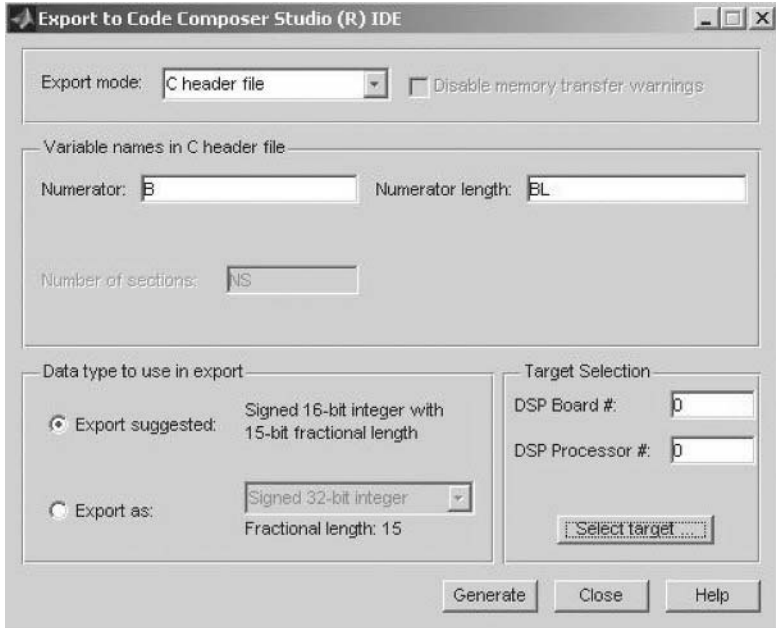 Export to Code Composer Studio (R) IDE
Export mode: C header file Disable memory transfer warnings
Variable names in C header file
Numerator: B Numerator length: BL
Number of sections: NS
Data type to use in export
Export suggested: Signed 16-bit integer with
15-bit fractional length
Export as: Signed 32-bit integer
Fractional length: 15
Target Selection
DSP Board #: 0
DSP Processor #: 0
Select target ...
Generate Close Help